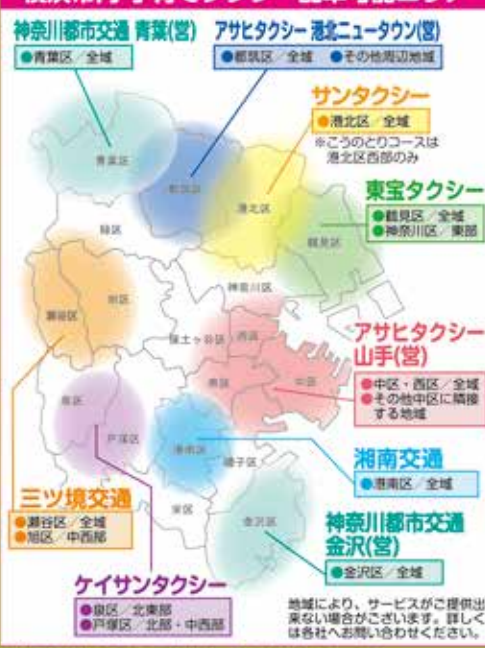 神奈川都市交通 青葉(営)
●青葉区/全域
アサヒタクシー 港北ニュータウン(営)
●都筑区/全域 ●その他周辺地域
サンタクシー
●港北区/全域
※こうのとりコースは
港北区西部のみ
東宝タクシー
●鶴見区/全域
●神奈川区/東部
青葉区
都筑区
港北区
緑区
鶴見区
神奈川区
旭区
瀬谷区
保土ヶ谷区
西区
南区
中区
アサヒタクシー
山手(営)
●中区・西区/全域
●その他中区に隣接
する地域
泉区
戸塚区
港南区
磯子区
湘南交通
●港南区/全域
三ツ境交通
●瀬谷区/全域
●旭区/中西部
栄区
金沢区
神奈川都市交通
金沢(営)
●金沢区/全域
ケイサンタクシー
●泉区/北東部
●戸塚区/北部・中西部
地域により、サービスがご提供出
来ない場合がございます。詳しく
は各社へお問い合わせください。